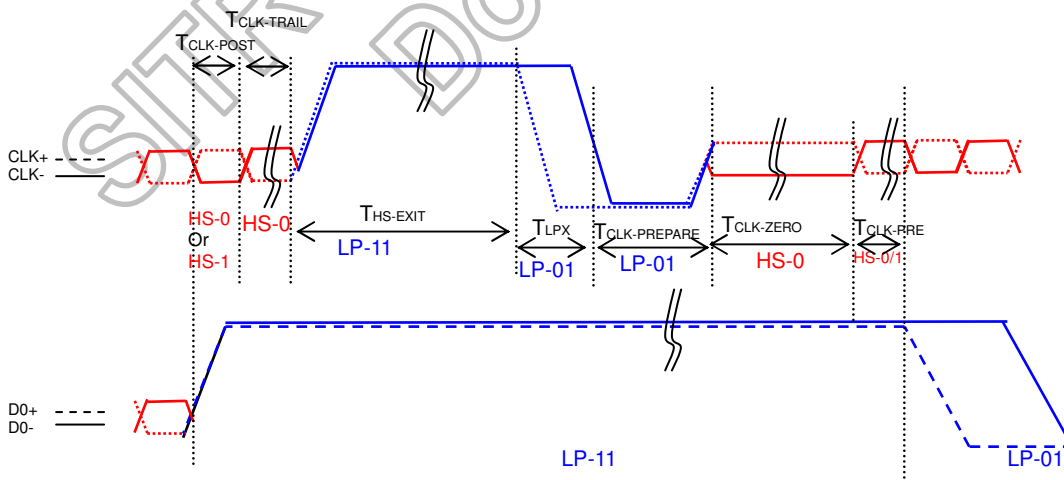 TCLK-TRAIL
TCLK-POST
CLK+
CLK-
HS-0
Or
HS-1
HS-0
THS-EXIT
LP-11
TLPX
LP-01
TCLK-PREPARE
LP-01
TCLK-ZERO
HS-0
TCLK-PRE
HS-0/1
D0+
D0-
LP-11
LP-01